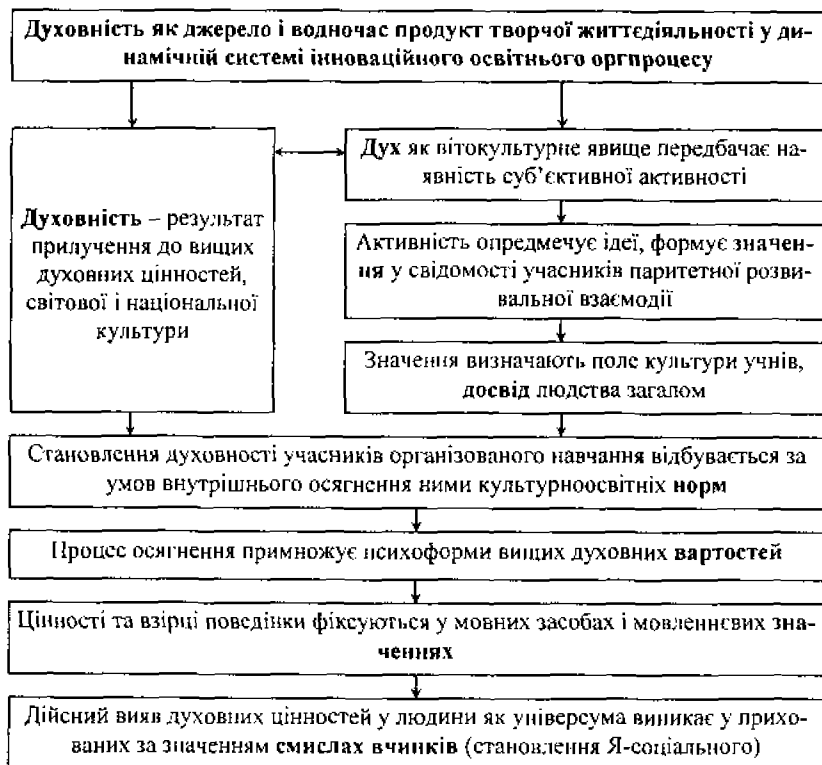 Духовність як джерело і водночас продукт творчої життєдіяльності у ди-
намічній системі інноваційного освітнього оргпроцесу
Духовність – результат
прилучення до вищих
духовних цінностей,
світової і національної
культури
Дух як вітокультурне явище передбачає на-
явність суб’єктивної активності
Активність опредмечує ідеї, формує значен-
ня у свідомості учасників паритетної розви-
вальної взаємодії
Значення визначають поле культури учнів,
досвід людства загалом
Становлення духовності учасників організованого навчання відбувається за
умов внутрішнього осягнення ними культурноосвітніх норм
Процес осягнення примножує психоформи вищих духовних вартостей
Цінності та взірці поведінки фіксуються у мовних засобах і мовленнєвих зна-
ченнях
Дійсний вияв духовних цінностей у людини як універсума виникає у прихо-
ваних за значенням смислах вчинків (становлення Я-соціального)